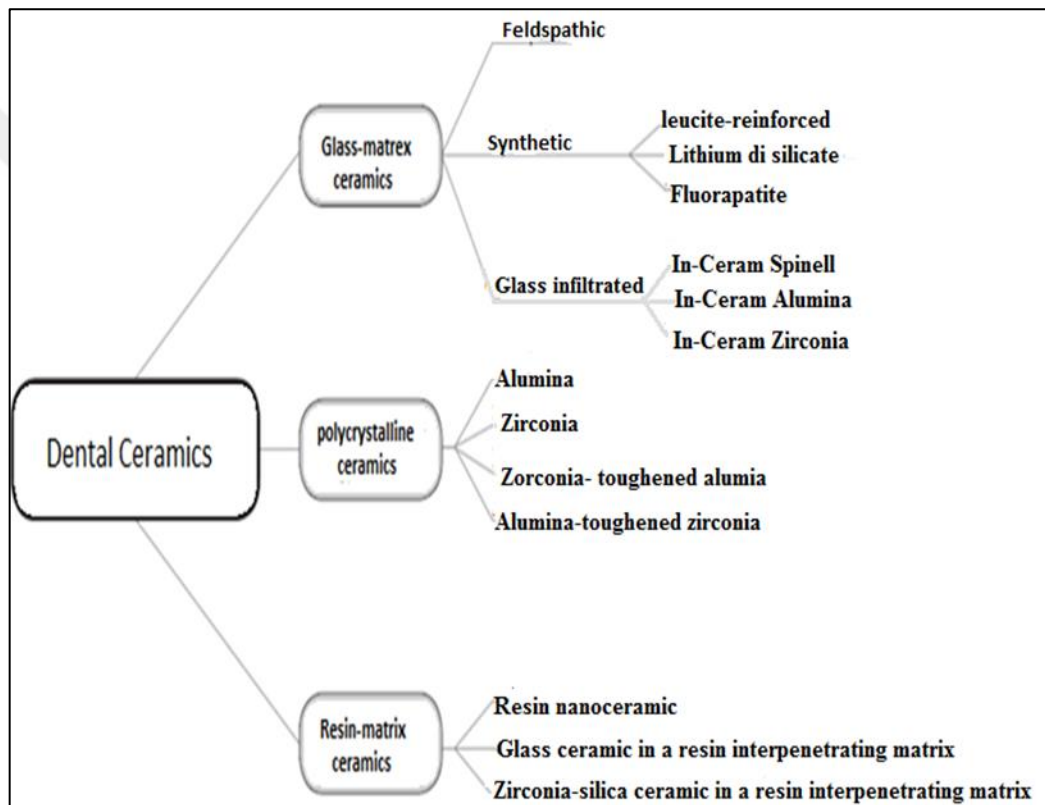 Dental Ceramics
Glass-matrex
ceramics
Feldspathic
Synthetic
leucite-reinforced
Lithium di silicate
Fluorapatite
Glass infiltrated
In-Ceram Spinell
In-Ceram Alumina
In-Ceram Zirconia
polycrystalline
ceramics
Alumina
Zirconia
Zorconia- toughened alumia
Alumina-toughened zirconia
Resin-matrix
ceramics
Resin nanoceramic
Glass ceramic in a resin interpenetrating matrix
Zirconia-silica ceramic in a resin interpenetrating matrix